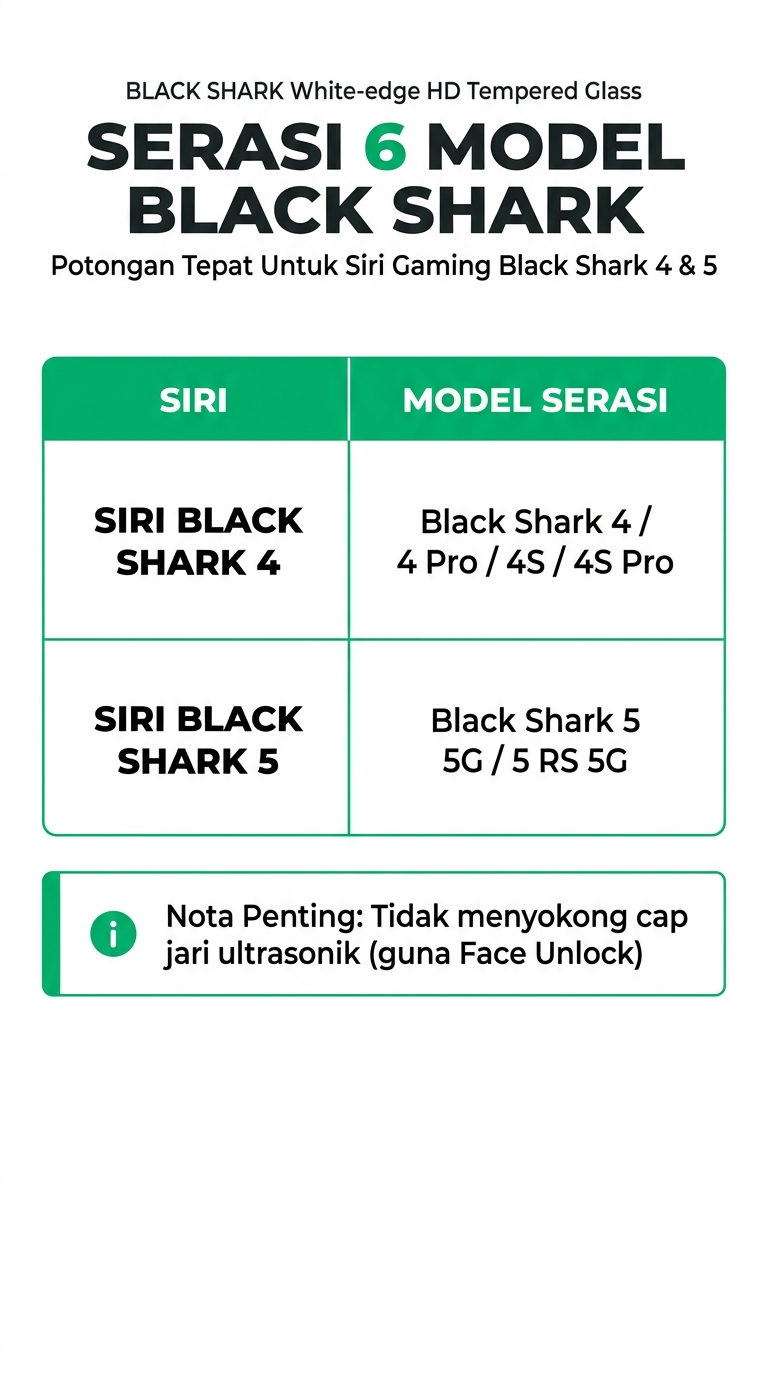 BLACK SHARK White-edge HD Tempered Glass
SERASI 6 MODEL
BLACK SHARK
Potongan Tepat Untuk Siri Gaming Black Shark 4 & 5
SIRI
MODEL SERASI
SIRI BLACK
SHARK 4
Black Shark 4 /
4 Pro / 4S / 4S Pro
SIRI BLACK
SHARK 5
Black Shark 5
5G / 5 RS 5G
Nota Penting: Tidak menyokong cap
jari ultrasonik (guna Face Unlock)